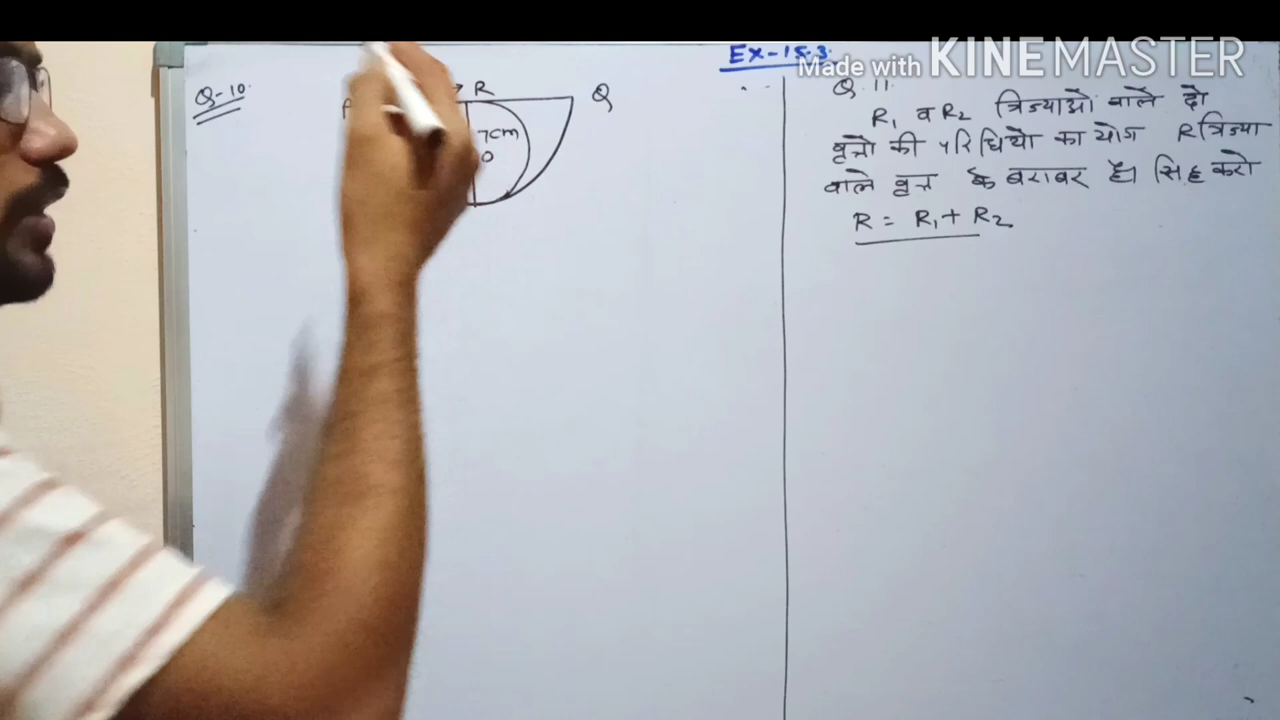 Ex-15.3
Made with KINEMASTER
Q-10.
R
Q
7cm
O
Q.11.
R₁ व R₂ त्रिज्याओ वाले दो
वृत्तो की परिधियो का योग R त्रिज्या
वाले वृत्त के बराबर है। सिद्ध करो
R = R₁ + R₂